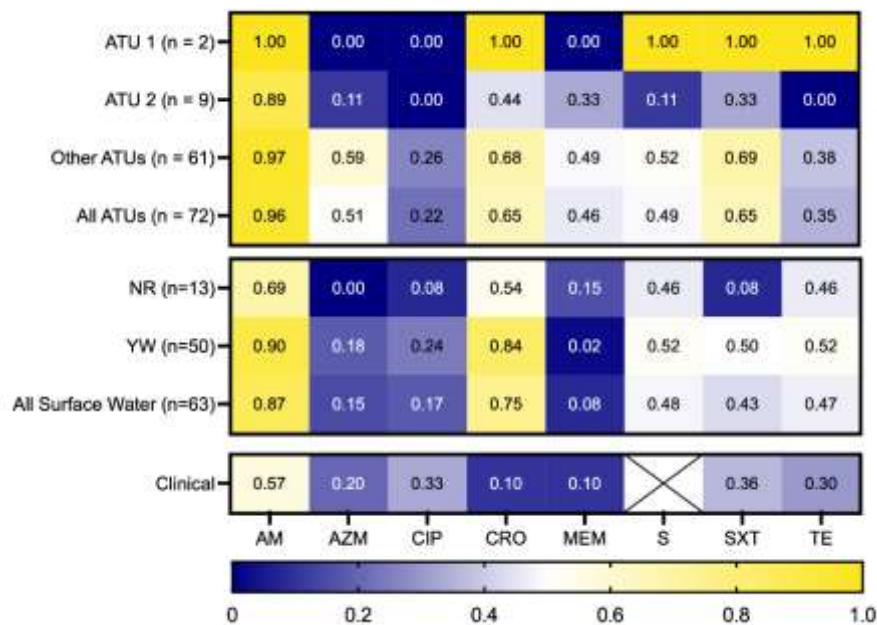 ATU 1 (n = 2) 1.00 0.00 0.00 1.00 0.00 1.00 1.00 1.00
ATU 2 (n = 9) 0.89 0.11 0.00 0.44 0.33 0.11 0.33 0.00
Other ATUs (n = 61) 0.97 0.59 0.26 0.68 0.49 0.52 0.69 0.38
All ATUs (n = 72) 0.96 0.51 0.22 0.65 0.46 0.49 0.65 0.35
NR (n=13) 0.69 0.00 0.08 0.54 0.15 0.46 0.08 0.46
YW (n=50) 0.90 0.18 0.24 0.84 0.02 0.52 0.50 0.52
All Surface Water (n=63) 0.87 0.15 0.17 0.75 0.08 0.48 0.43 0.47
Clinical 0.57 0.20 0.33 0.10 0.10 0.36 0.30
AM AZM CIP CRO MEM S SXT TE
0 0.2 0.4 0.6 0.8 1.0